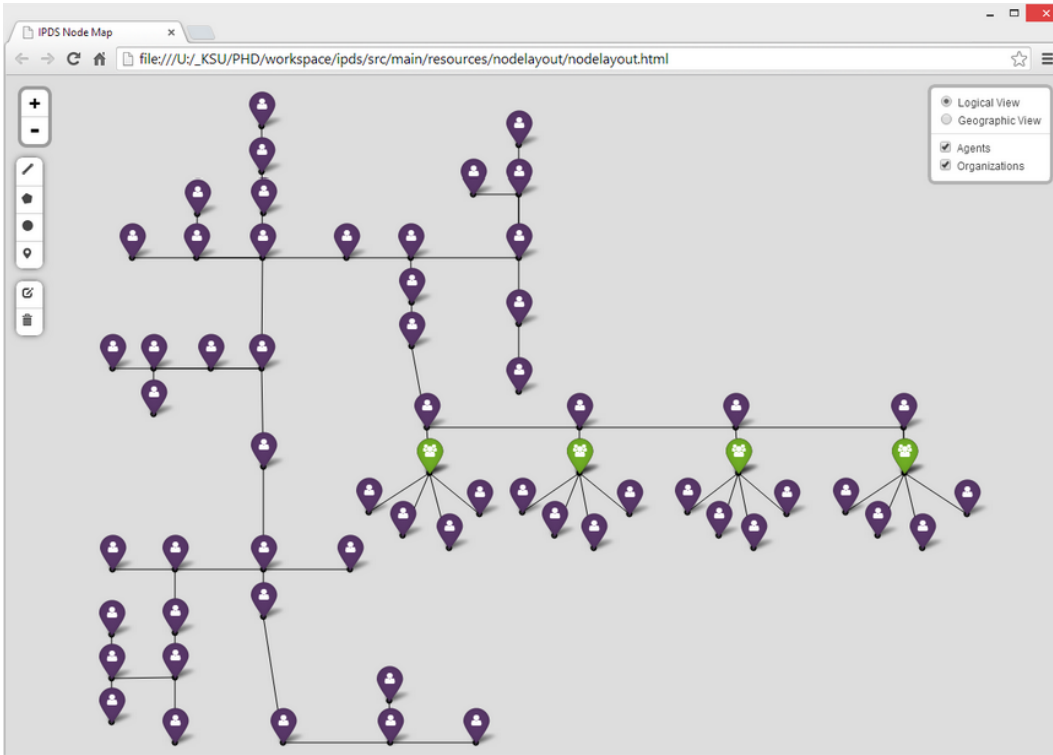 IPDS Node Map
file:///U:/_KSU/PHD/workspace/ipds/src/main/resources/nodelayout/nodelayout.html
+
-
Logical View
Geographic View
Agents
Organizations